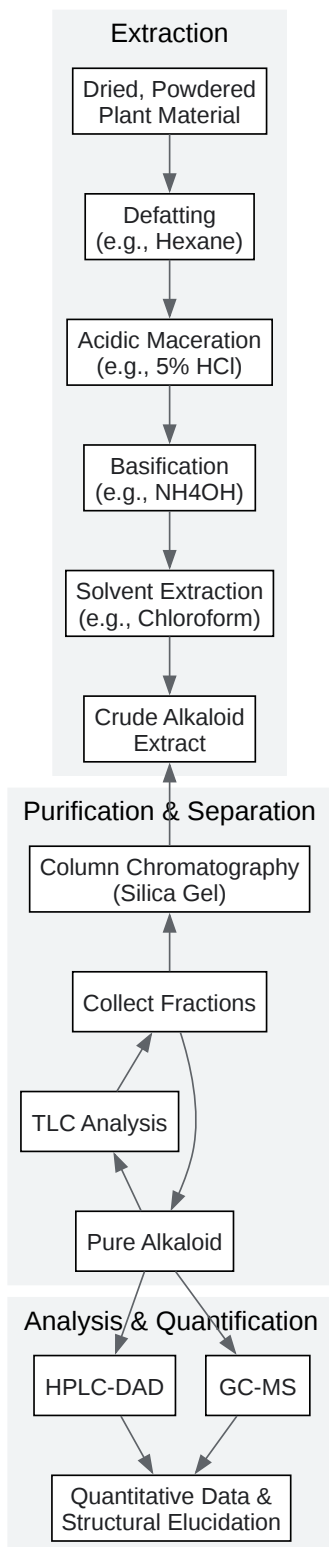 Extraction
Dried, Powdered
Plant Material
Defatting
(e.g., Hexane)
Acidic Maceration
(e.g., 5% HCl)
Basification
(e.g., NH4OH)
Solvent Extraction
(e.g., Chloroform)
Crude Alkaloid
Extract
Purification & Separation
Column Chromatography
(Silica Gel)
Collect Fractions
TLC Analysis
Pure Alkaloid
Analysis & Quantification
HPLC-DAD
GC-MS
Quantitative Data &
Structural Elucidation